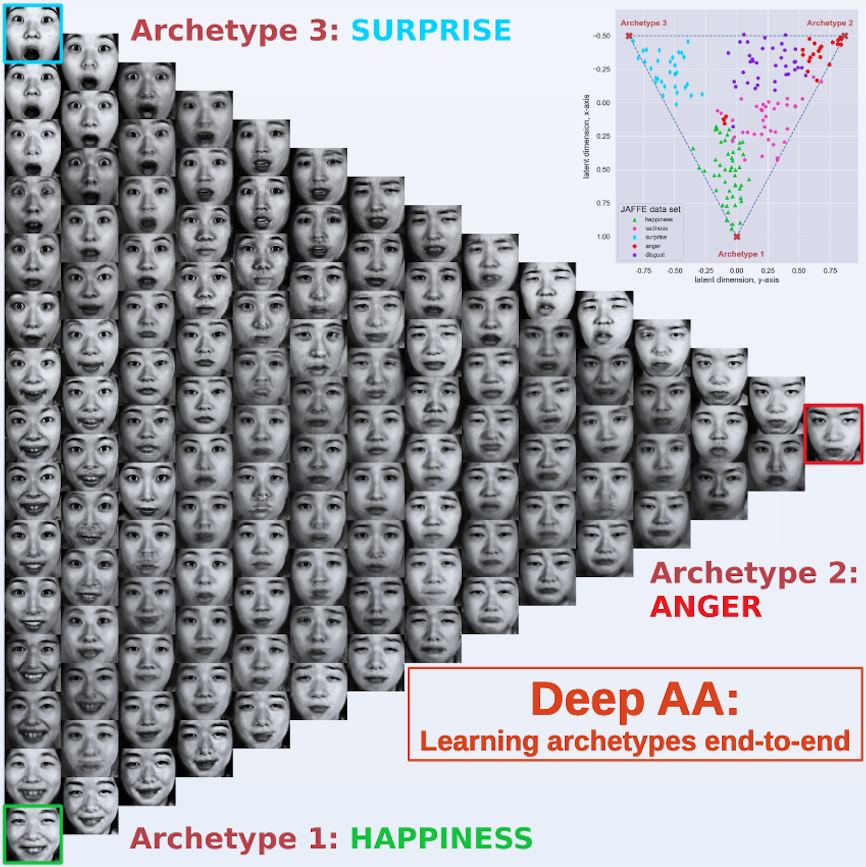 Archetype 3: SURPRISE
Archetype 3
Archetype 2
-0.50
-0.25
0.00
0.25
0.50
0.75
1.00
latent dimension, x-axis
JAFFE data set
happiness
sadness
surprise
anger
disgust
Archetype 1
-0.75
-0.50
-0.25
0.00
0.25
0.50
0.75
latent dimension, y-axis
Archetype 2:
ANGER
Deep AA:
Learning archetypes end-to-end
Archetype 1: HAPPINESS